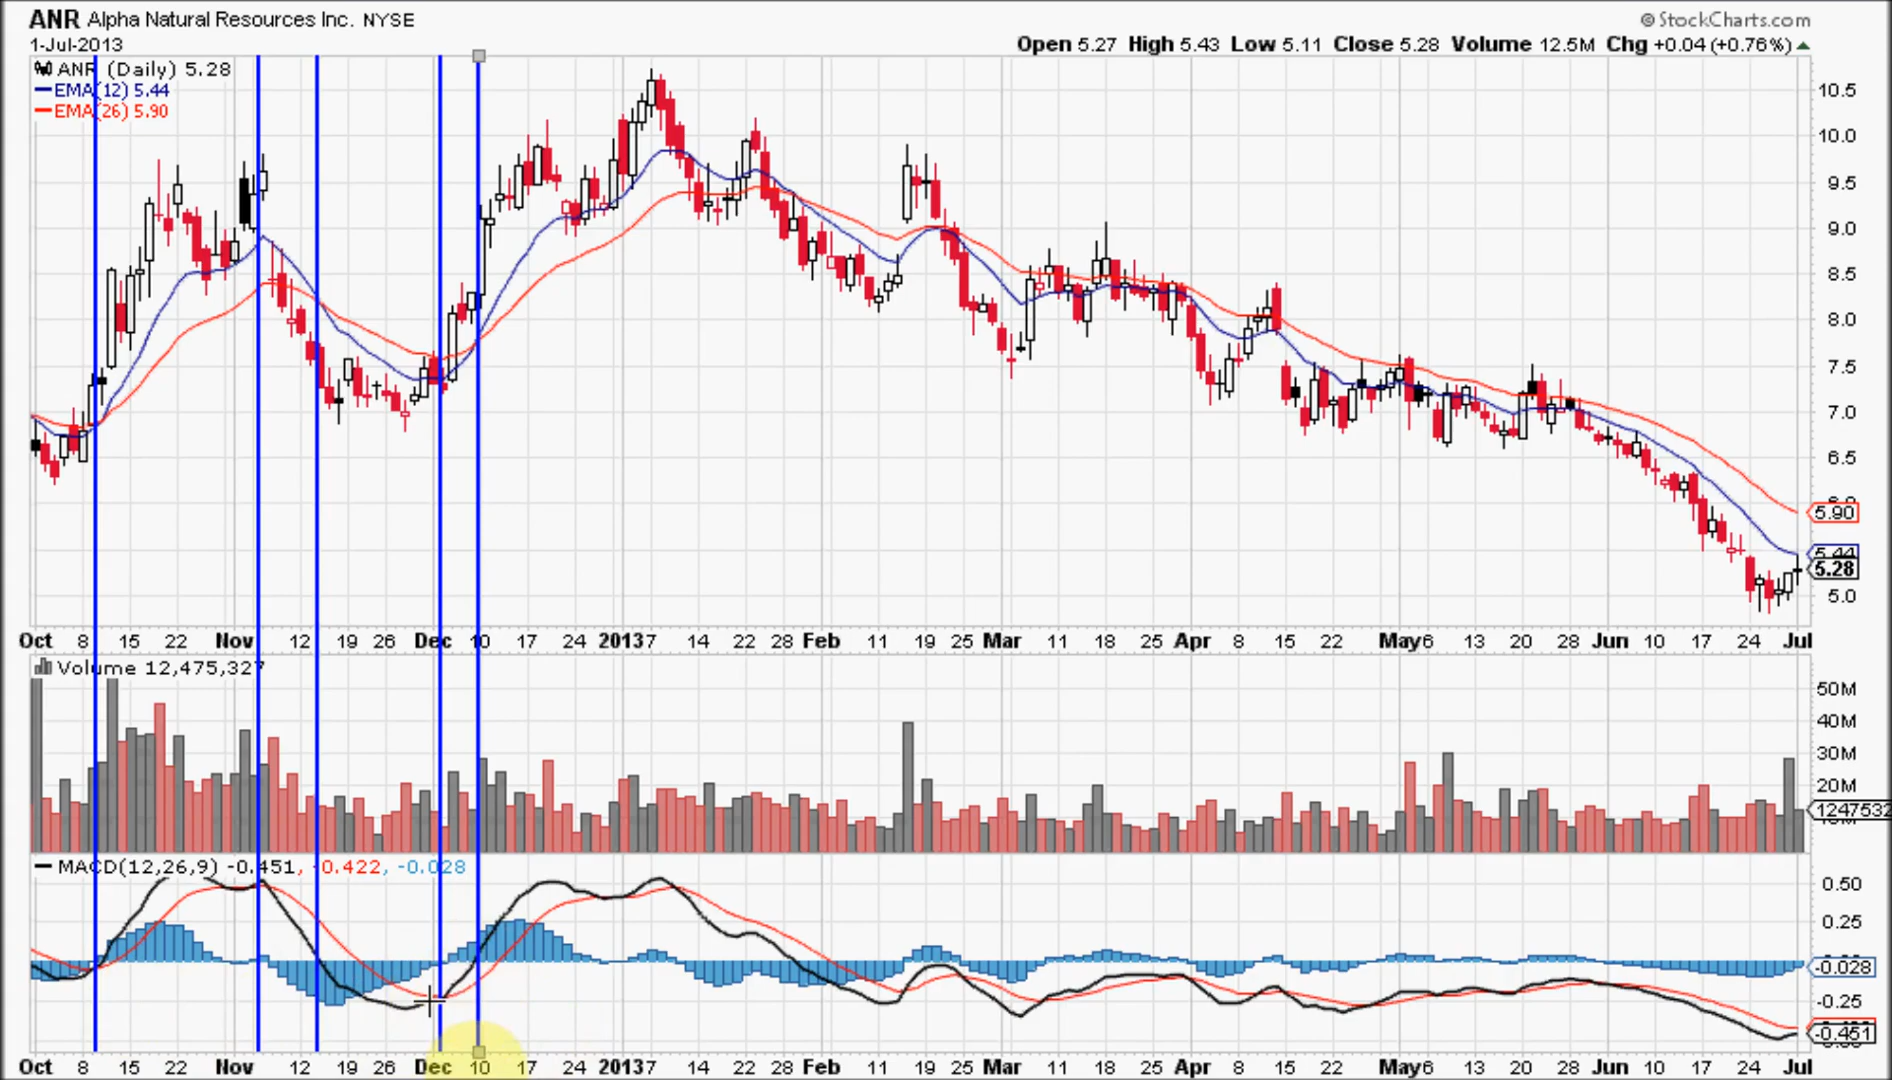 ANR Alpha Natural Resources Inc. NYSE © StockCharts.com
1-Jul-2013 Open 5.27 High 5.43 Low 5.11 Close 5.28 Volume 12.5M Chg +0.04 (+0.76%)
ANR (Daily) 5.28
EMA(12) 5.44
EMA(26) 5.90
10.5
10.0
9.5
9.0
8.5
8.0
7.5
7.0
6.5
6.0
5.90
5.44
5.28
5.0
Oct 8 15 22 Nov 12 19 26 Dec 10 17 24 2013 7 14 22 28 Feb 11 19 25 Mar 11 18 25 Apr 8 15 22 May 6 13 20 28 Jun 10 17 24 Jul
Volume 12,475,327
50M
40M
30M
20M
1247532
MACD(12,26,9) -0.451, -0.422, -0.028
0.50
0.25
-0.028
-0.25
-0.451
Oct 8 15 22 Nov 12 19 26 Dec 10 17 24 2013 7 14 22 28 Feb 11 19 25 Mar 11 18 25 Apr 8 15 22 May 6 13 20 28 Jun 10 17 24 Jul